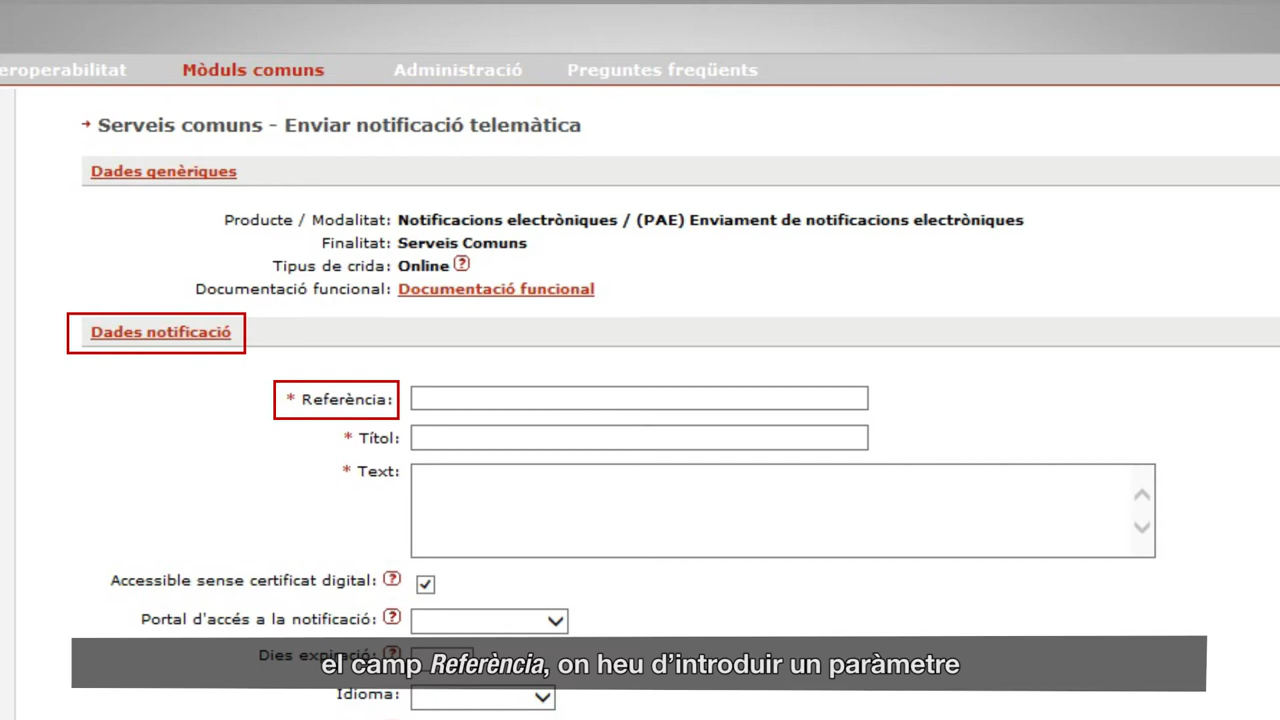 eroperabilitat Mòduls comuns Administració Preguntes freqüents
Serveis comuns - Enviar notificació telemàtica
Dades genèriques
Producte / Modalitat: Notificacions electròniques / (PAE) Enviament de notificacions electròniques
Finalitat: Serveis Comuns
Tipus de crida: Online ?
Documentació funcional: Documentació funcional
Dades notificació
* Referència:
* Títol:
* Text:
Accessible sense certificat digital: ?
Portal d'accés a la notificació: ?
Dies expiració: ?
el camp Referència, on heu d'introduir un paràmetre
Idioma: